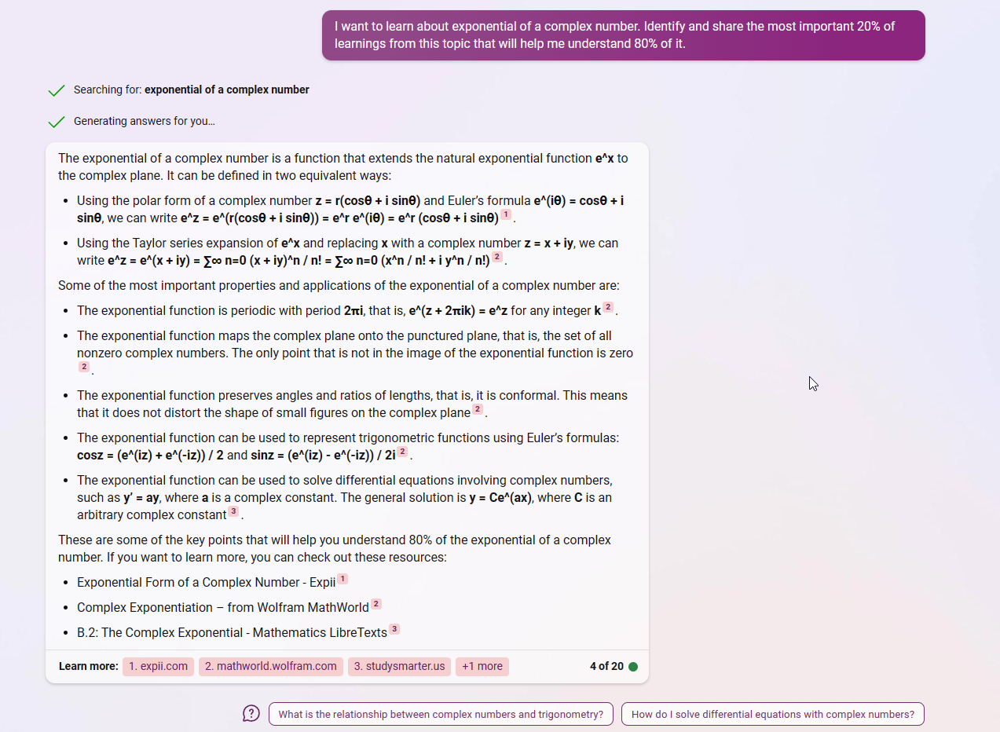 I want to learn about exponential of a complex number. Identify and share the most important 20% of
learnings from this topic that will help me understand 80% of it.
Searching for: exponential of a complex number
Generating answers for you…
The exponential of a complex number is a function that extends the natural exponential function e^x to
the complex plane. It can be defined in two equivalent ways:
• Using the polar form of a complex number z = r(cosθ + i sinθ) and Euler's formula e^(iθ) = cosθ + i
sinθ, we can write e^z = e^(r(cosθ + i sinθ)) = e^r e^(iθ) = e^r (cosθ + i sinθ) 1 .
• Using the Taylor series expansion of e^x and replacing x with a complex number z = x + iy, we can
write e^z = e^(x + iy) = ∑∞ n=0 (x + iy)^n / n! = ∑∞ n=0 (x^n / n! + i y^n / n!) 2 .
Some of the most important properties and applications of the exponential of a complex number are:
• The exponential function is periodic with period 2πi, that is, e^(z + 2πik) = e^z for any integer k 2 .
• The exponential function maps the complex plane onto the punctured plane, that is, the set of all
nonzero complex numbers. The only point that is not in the image of the exponential function is zero
2 .
• The exponential function preserves angles and ratios of lengths, that is, it is conformal. This means
that it does not distort the shape of small figures on the complex plane 2 .
• The exponential function can be used to represent trigonometric functions using Euler's formulas:
cosz = (e^(iz) + e^(-iz)) / 2 and sinz = (e^(iz) - e^(-iz)) / 2i 2 .
• The exponential function can be used to solve differential equations involving complex numbers,
such as y' = ay, where a is a complex constant. The general solution is y = Ce^(ax), where C is an
arbitrary complex constant 3 .
These are some of the key points that will help you understand 80% of the exponential of a complex
number. If you want to learn more, you can check out these resources:
• Exponential Form of a Complex Number - Expii 1
• Complex Exponentiation – from Wolfram MathWorld 2
• B.2: The Complex Exponential - Mathematics LibreTexts 3
Learn more: 1. expii.com 2. mathworld.wolfram.com 3. studysmarter.us +1 more 4 of 20
? What is the relationship between complex numbers and trigonometry? How do I solve differential equations with complex numbers?